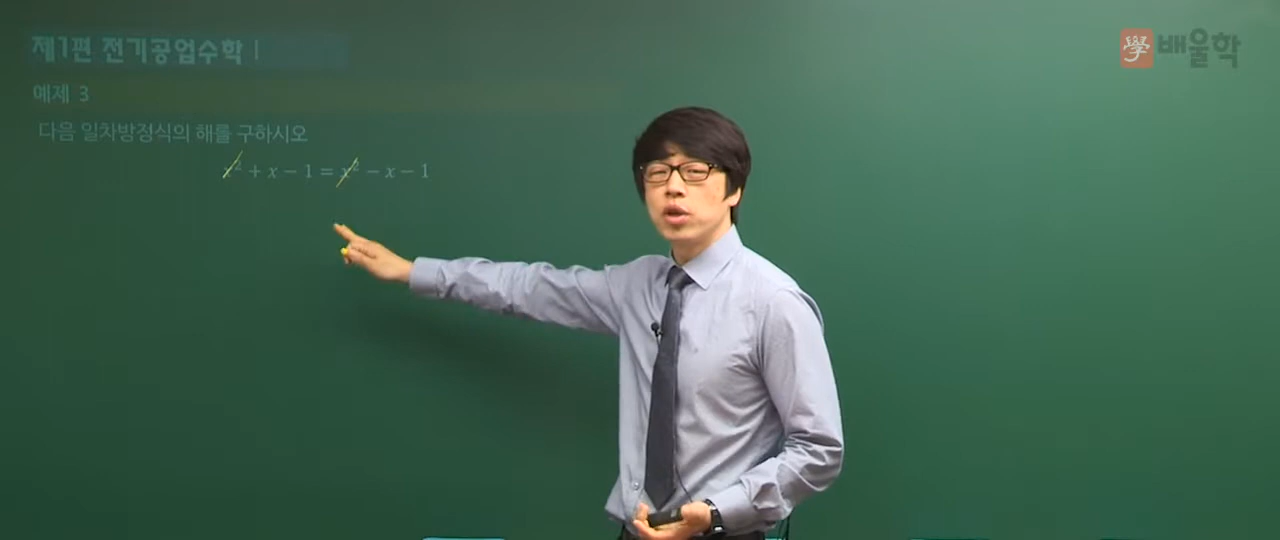 제1편 전기공업수학 Ⅰ
學 배울학
예제 3
다음 일차방정식의 해를 구하시오
x² + x − 1 = x² − x − 1